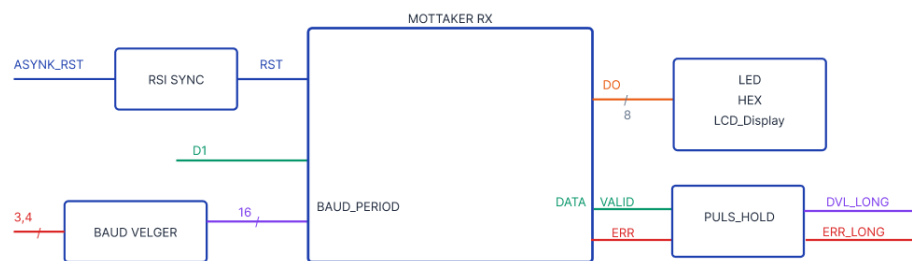 MOTTAKER RX
ASYNK_RST
RSI SYNC
RST
DO
8
LED
HEX
LCD_Display
D1
3,4
BAUD VELGER
16
BAUD_PERIOD
DATA VALID
ERR
PULS_HOLD
DVL_LONG
ERR_LONG